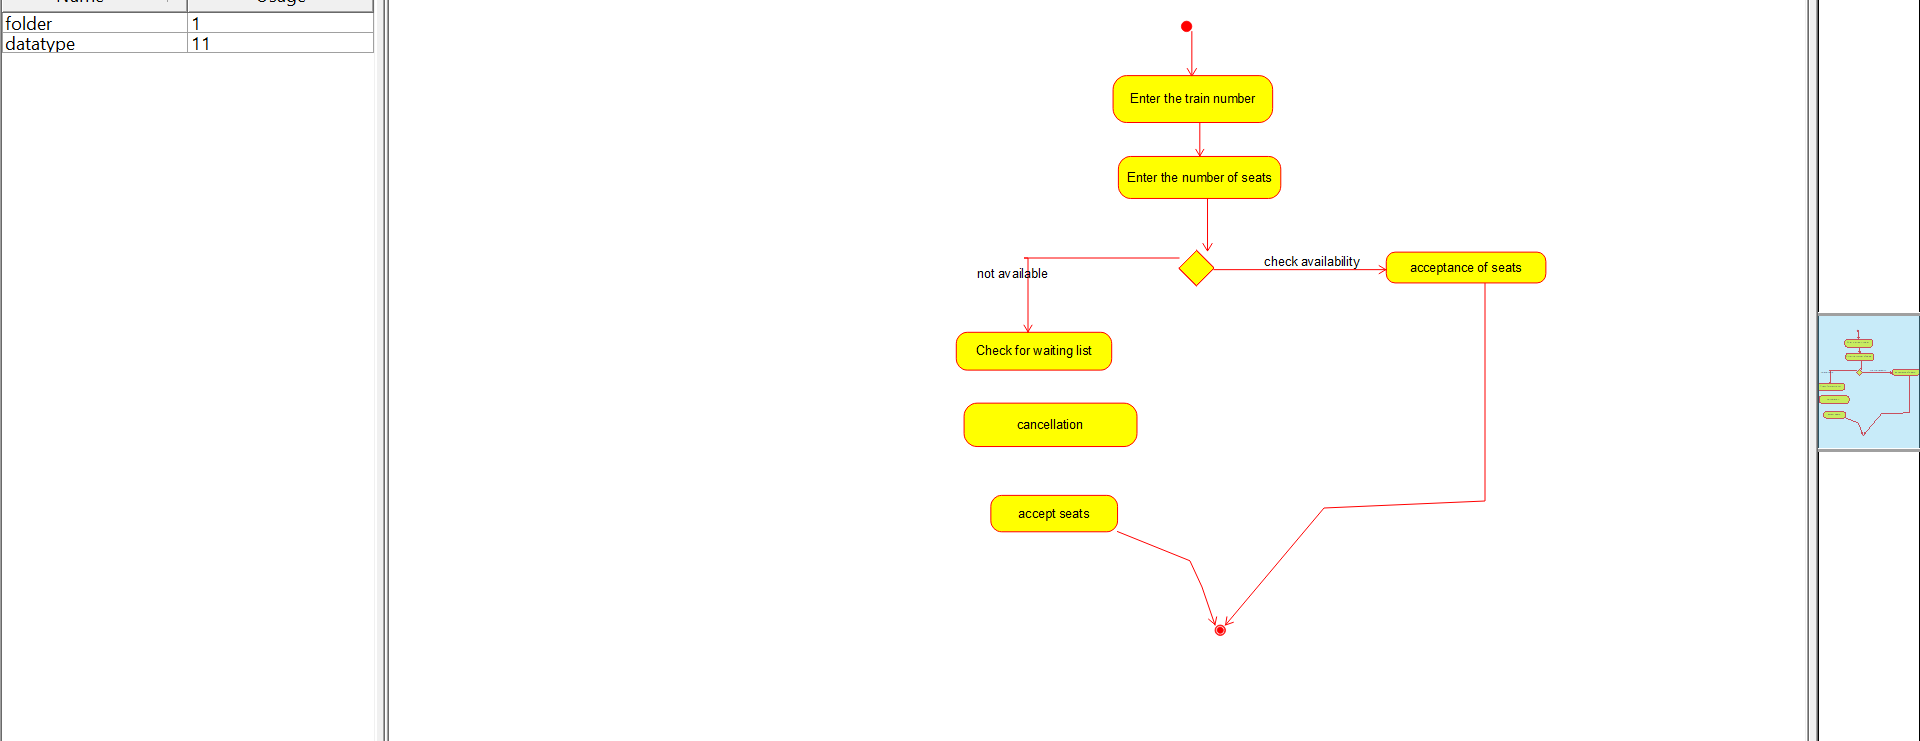 Name Usage
folder 1
datatype 11
Enter the train number
Enter the number of seats
check availability
acceptance of seats
not available
Check for waiting list
cancellation
accept seats